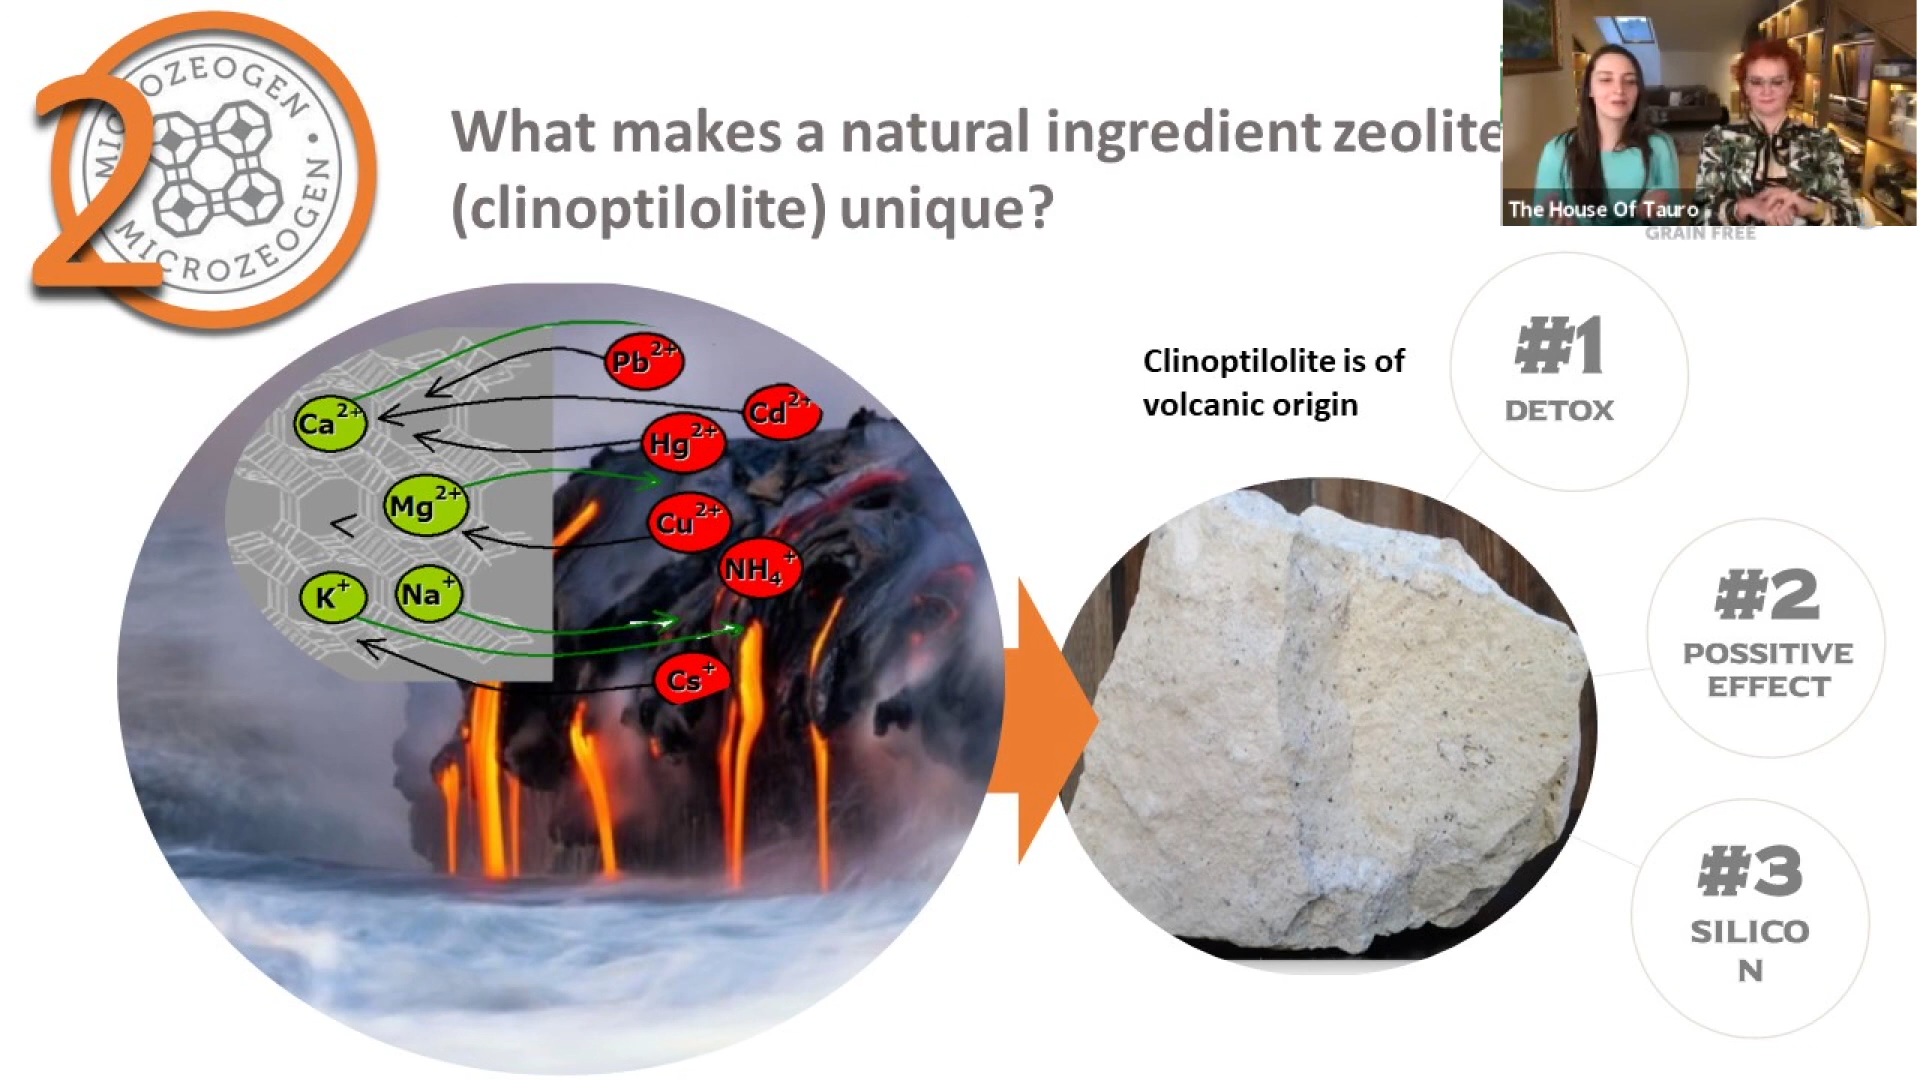 2
MICROZEOGEN • MICROZEOGEN •
What makes a natural ingredient zeolite
(clinoptilolite) unique?
The House Of Tauro
GRAIN FREE
Pb2+
Cd2+
Ca2+
Hg2+
Mg2+
Cu2+
NH4+
K+
Na+
Cs+
Clinoptilolite is of
volcanic origin
#1
DETOX
#2
POSSITIVE
EFFECT
#3
SILICO
N